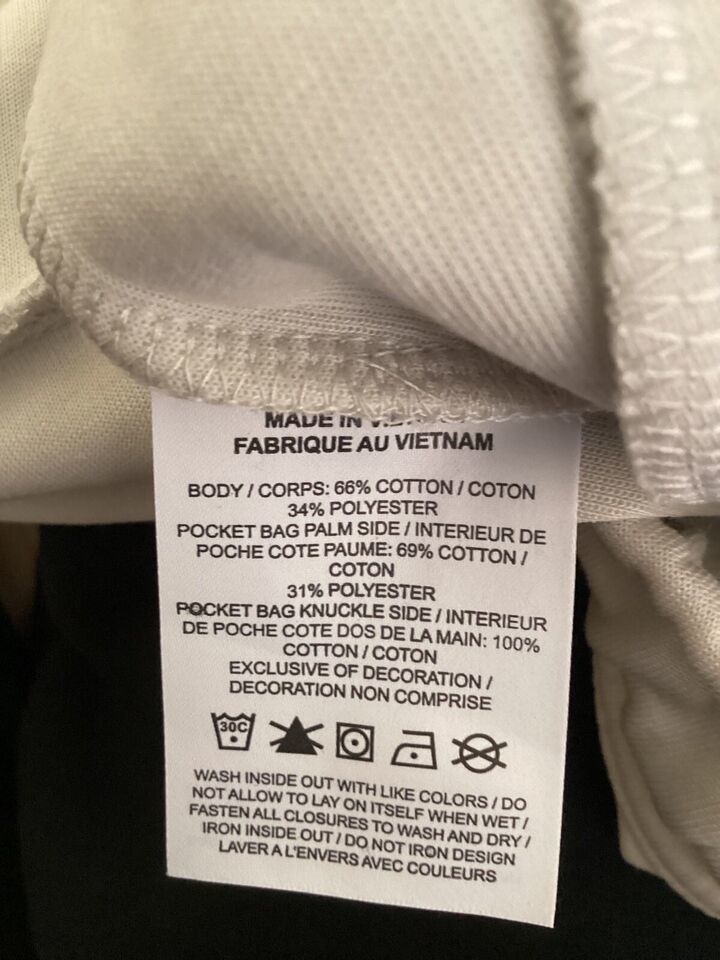 MADE IN
FABRIQUE AU VIETNAM
BODY / CORPS: 66% COTTON / COTON
34% POLYESTER
POCKET BAG PALM SIDE / INTERIEUR DE
POCHE COTE PAUME: 69% COTTON /
COTON
31% POLYESTER
POCKET BAG KNUCKLE SIDE / INTERIEUR
DE POCHE COTE DOS DE LA MAIN: 100%
COTTON / COTON
EXCLUSIVE OF DECORATION /
DECORATION NON COMPRISE
30C
WASH INSIDE OUT WITH LIKE COLORS / DO
NOT ALLOW TO LAY ON ITSELF WHEN WET /
FASTEN ALL CLOSURES TO WASH AND DRY /
IRON INSIDE OUT / DO NOT IRON DESIGN
LAVER A L'ENVERS AVEC COULEURS